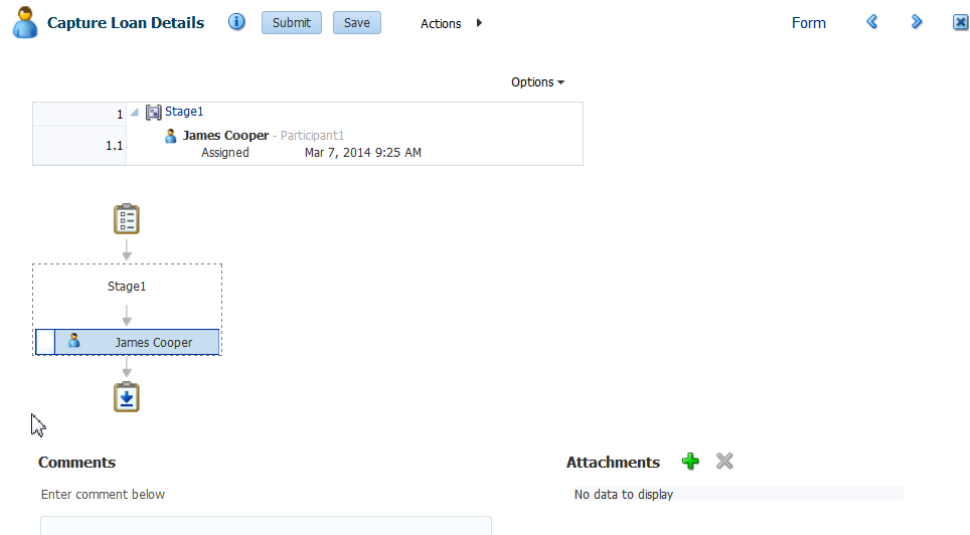 Capture Loan Details Submit Save Actions Form
Options
1 Stage1
1.1 James Cooper - Participant1
Assigned Mar 7, 2014 9:25 AM
Stage1
James Cooper
Comments Attachments
Enter comment below No data to display